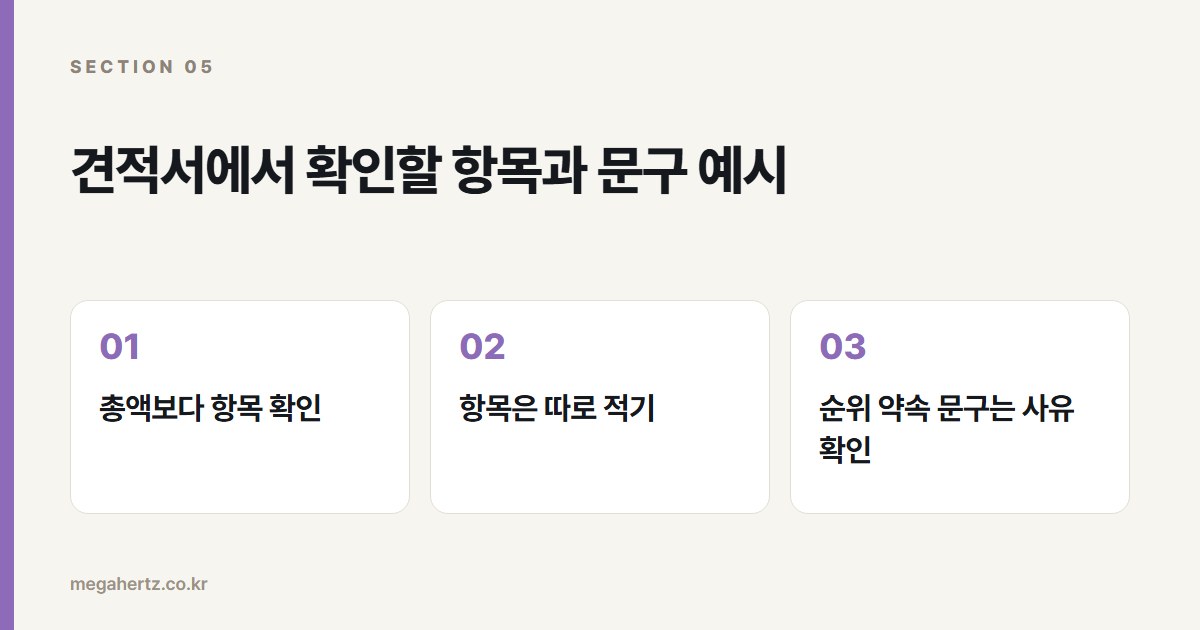 SECTION 05
견적서에서 확인할 항목과 문구 예시
01
총액보다 항목 확인
02
항목은 따로 적기
03
순위 약속 문구는 사유
확인
megahertz.co.kr